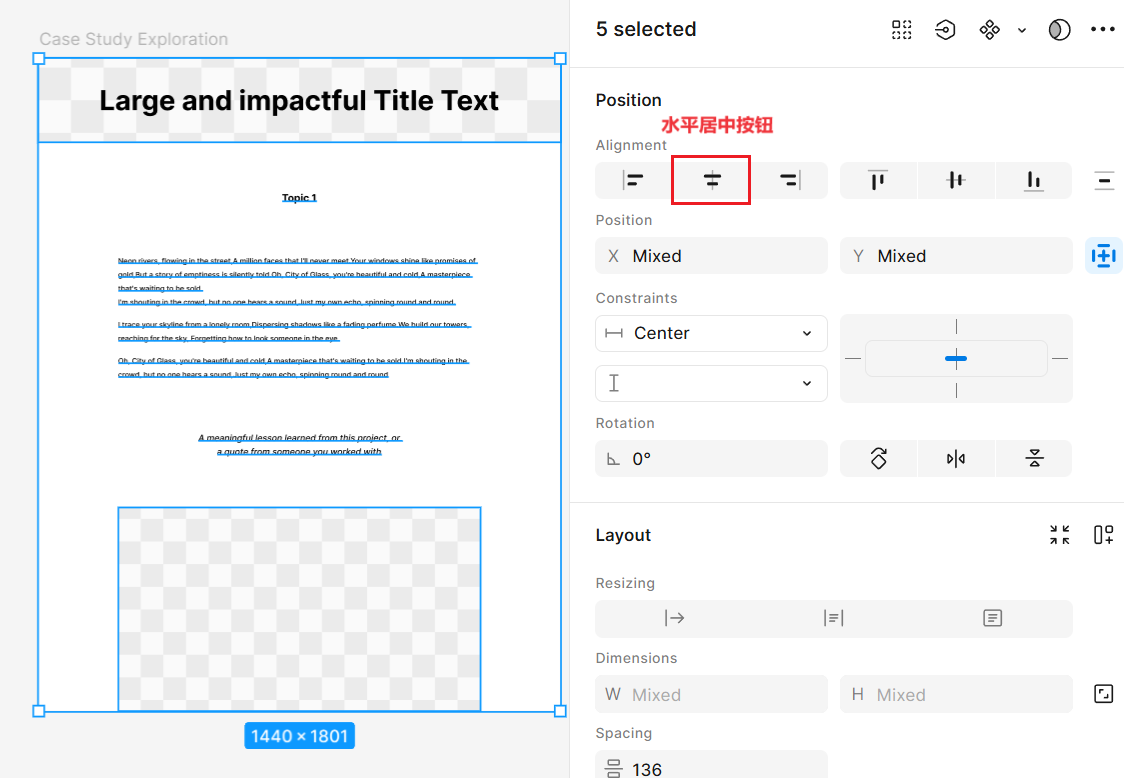 Case Study Exploration
Large and impactful Title Text
Topic 1
Neon rivers, flowing in the street,A million faces that I'll never meet.Your windows shine like promises of
gold,But a story of emptiness is silently told.Oh, City of Glass, you're beautiful and cold,A masterpiece,
that's waiting to be sold.
I'm shouting in the crowd, but no one hears a sound,Just my own echo, spinning round and round.
I trace your skyline from a lonely room,Dispersing shadows like a fading perfume.We build our towers,
reaching for the sky, Forgetting how to look someone in the eye.
Oh, City of Glass, you're beautiful and cold,A masterpiece that's waiting to be sold.I'm shouting in the
crowd, but no one hears a sound,Just my own echo, spinning round and round.
A meaningful lesson learned from this project, or
a quote from someone you worked with
1440 × 1801
5 selected
Position
水平居中按钮
Alignment
Position
X Mixed
Y Mixed
Constraints
Center
Rotation
0°
Layout
Resizing
Dimensions
W Mixed
H Mixed
Spacing
136